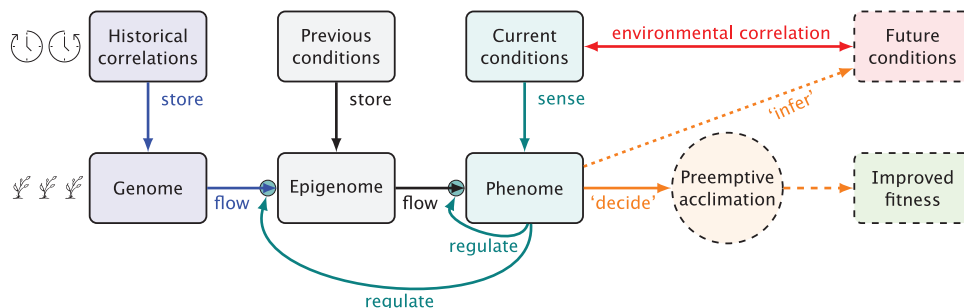 Historical
correlations
Previous
conditions
Current
conditions
environmental correlation
Future
conditions
store
store
sense
'infer'
Genome
flow
Epigenome
flow
Phenome
'decide'
Preemptive
acclimation
Improved
fitness
regulate
regulate